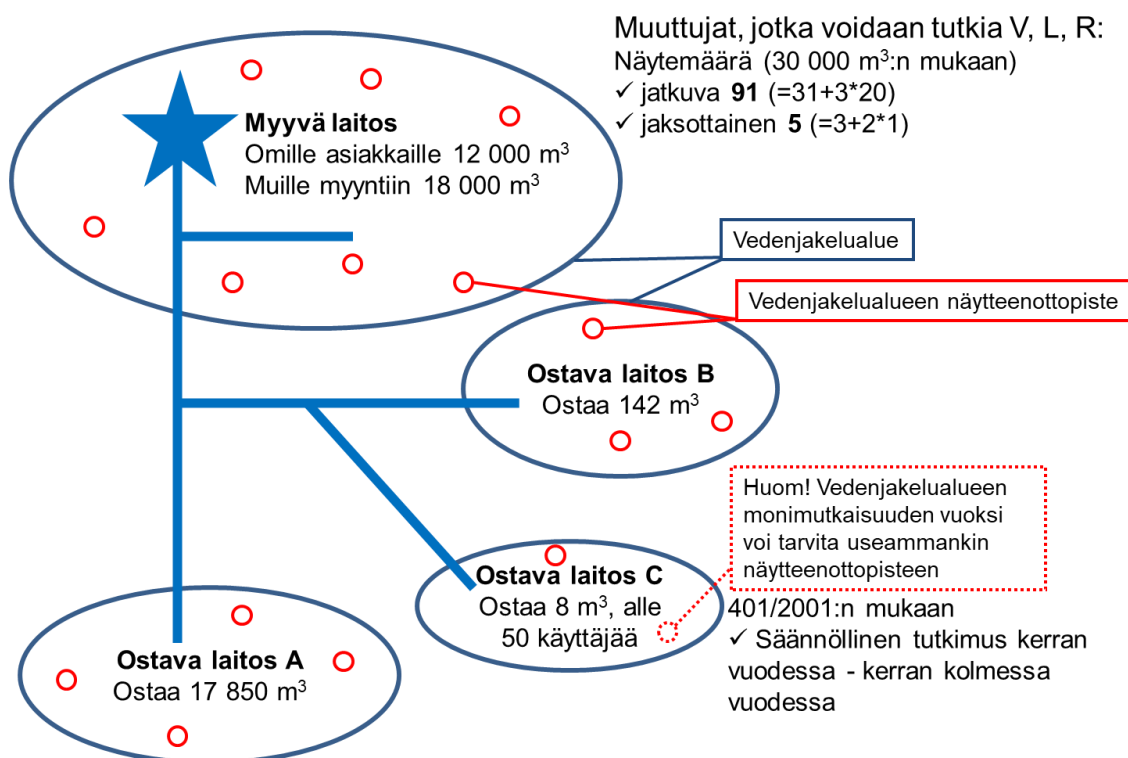 Muuttujat, jotka voidaan tutkia V, L, R:
Näytemäärä (30 000 m³:n mukaan)
✓ jatkuva 91 (=31+3*20)
✓ jaksottainen 5 (=3+2*1)
Myyvä laitos
Omille asiakkaille 12 000 m³
Muille myyntiin 18 000 m³
Vedenjakelualue
Vedenjakelualueen näytteenottopiste
Ostava laitos B
Ostaa 142 m³
Huom! Vedenjakelualueen
monimutkaisuuden vuoksi
voi tarvita useammankin
näytteenottopisteen
Ostava laitos C
Ostaa 8 m³, alle
50 käyttäjää
401/2001:n mukaan
✓ Säännöllinen tutkimus kerran
vuodessa - kerran kolmessa
vuodessa
Ostava laitos A
Ostaa 17 850 m³